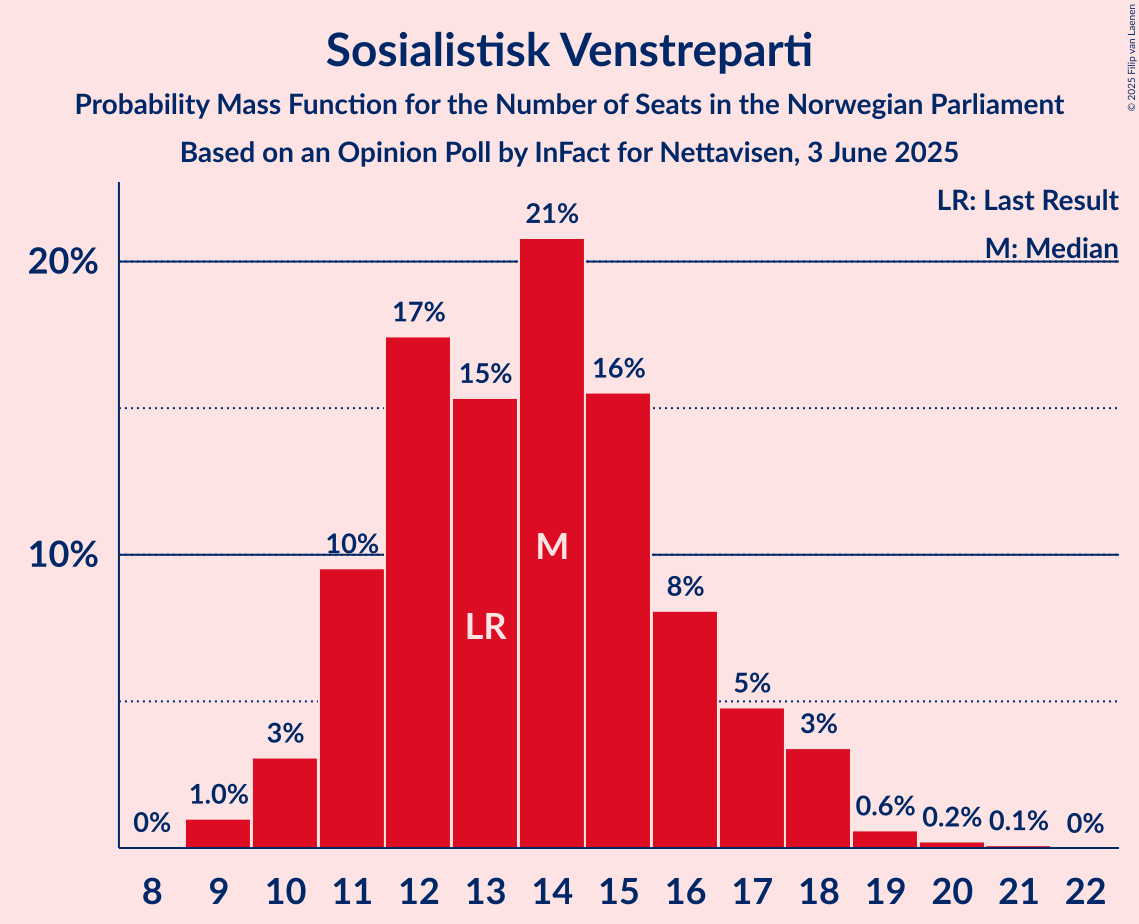 © 2025 Filip van Laenen
Sosialistisk Venstreparti
Probability Mass Function for the Number of Seats in the Norwegian Parliament
Based on an Opinion Poll by InFact for Nettavisen, 3 June 2025
LR: Last Result
M: Median
20%
10%
0%
1.0%
3%
10%
17%
15%
21%
16%
8%
5%
3%
0.6%
0.2%
0.1%
0%
LR
M
8 9 10 11 12 13 14 15 16 17 18 19 20 21 22